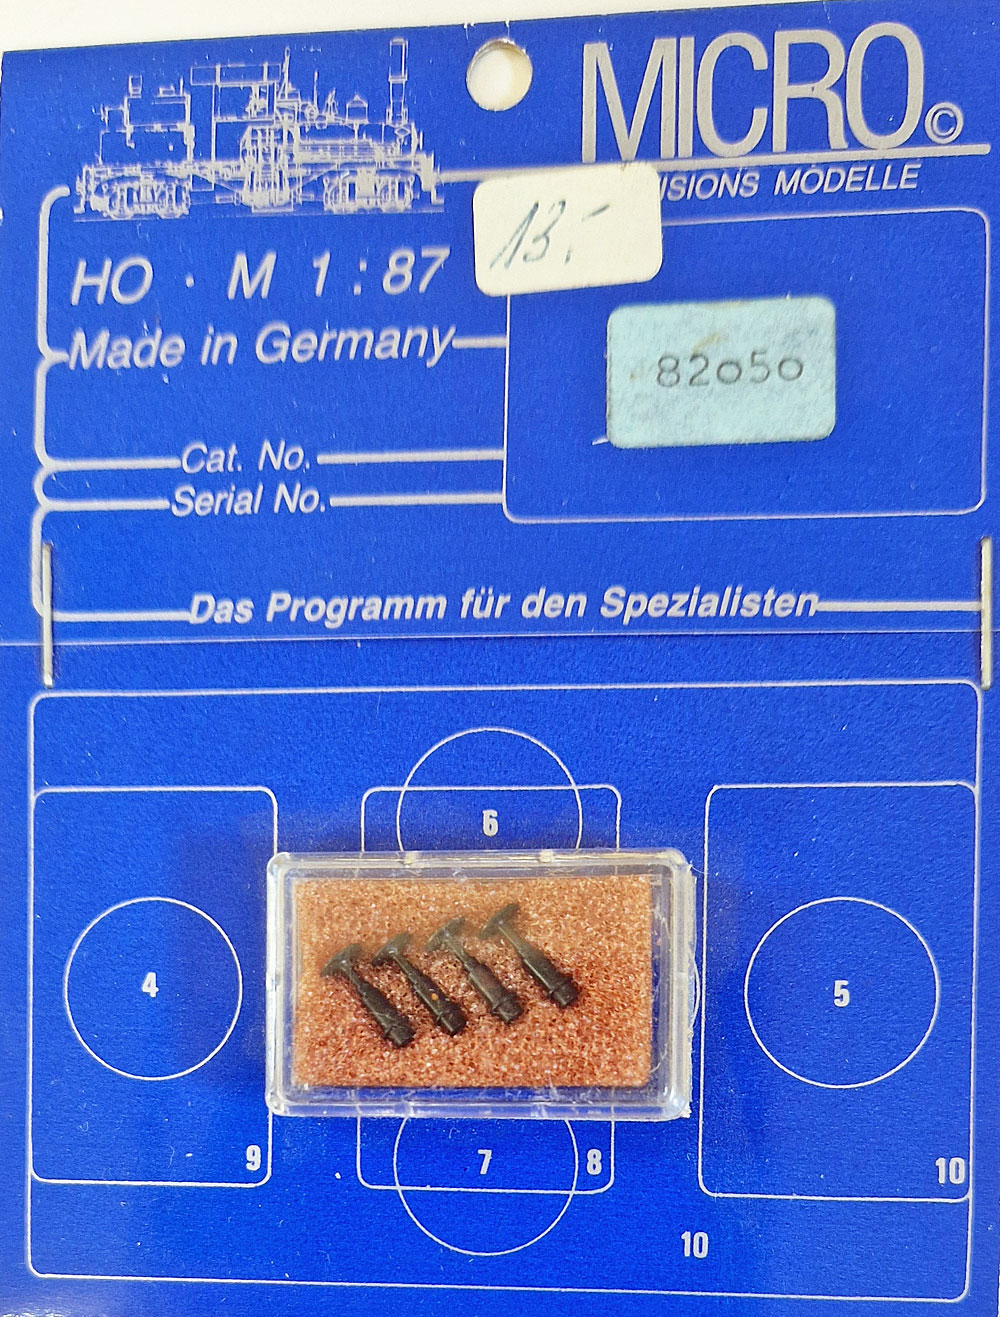 MICRO©
13.-
SIONS MODELLE
HO · M 1:87
Made in Germany
82050
Cat. No.
Serial No.
Das Programm für den Spezialisten
6
4
5
9
7
8
10
10